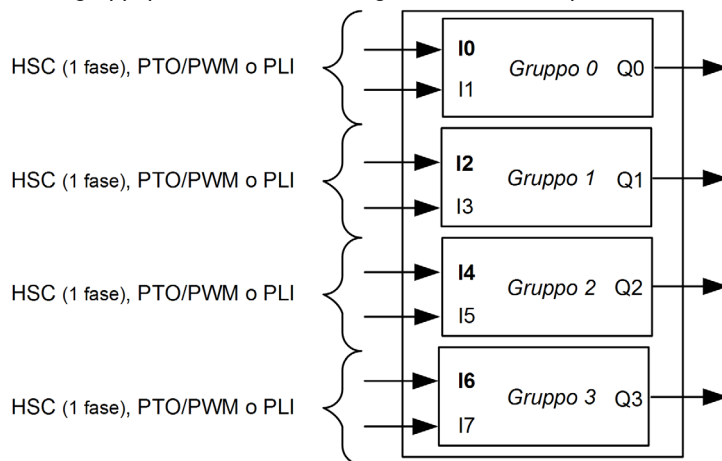 HSC (1 fase), PTO/PWM o PLI
I0
Gruppo 0
Q0
I1
HSC (1 fase), PTO/PWM o PLI
I2
Gruppo 1
Q1
I3
HSC (1 fase), PTO/PWM o PLI
I4
Gruppo 2
Q2
I5
HSC (1 fase), PTO/PWM o PLI
I6
Gruppo 3
Q3
I7